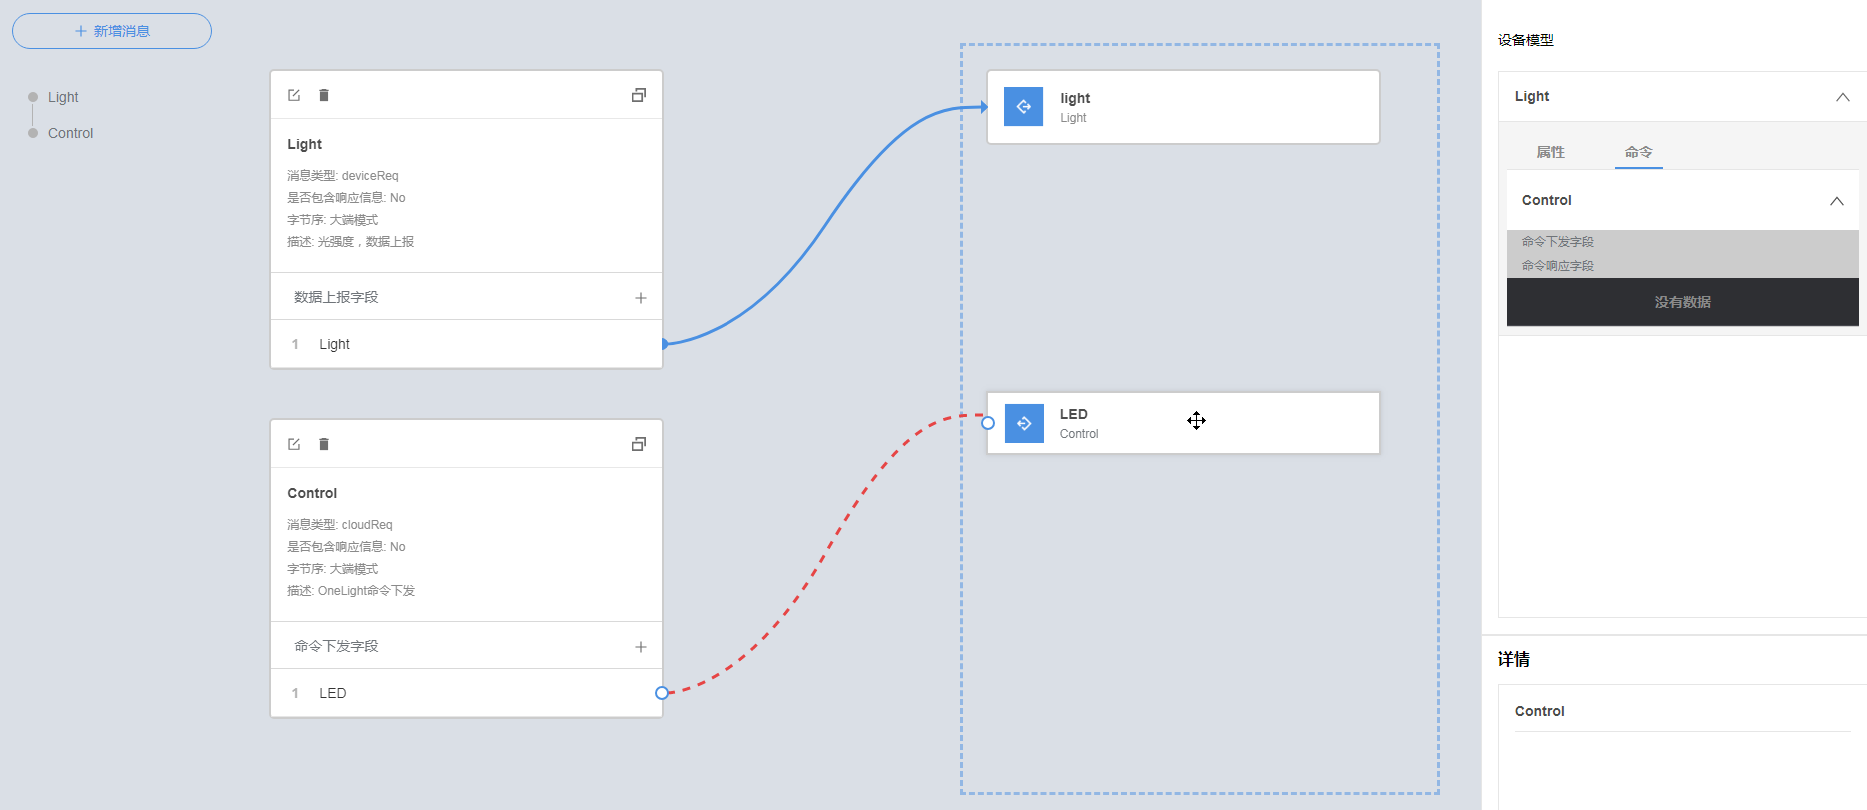 新增消息
Light
Control
Light
消息类型: deviceReq
是否包含响应信息: No
字节序: 大端模式
描述: 光强度，数据上报
数据上报字段
1 Light
Control
消息类型: cloudReq
是否包含响应信息: No
字节序: 大端模式
描述: OneLight命令下发
命令下发字段
1 LED
light
Light
LED
Control
设备模型
Light
属性 命令
Control
命令下发字段
命令响应字段
没有数据
详情
Control